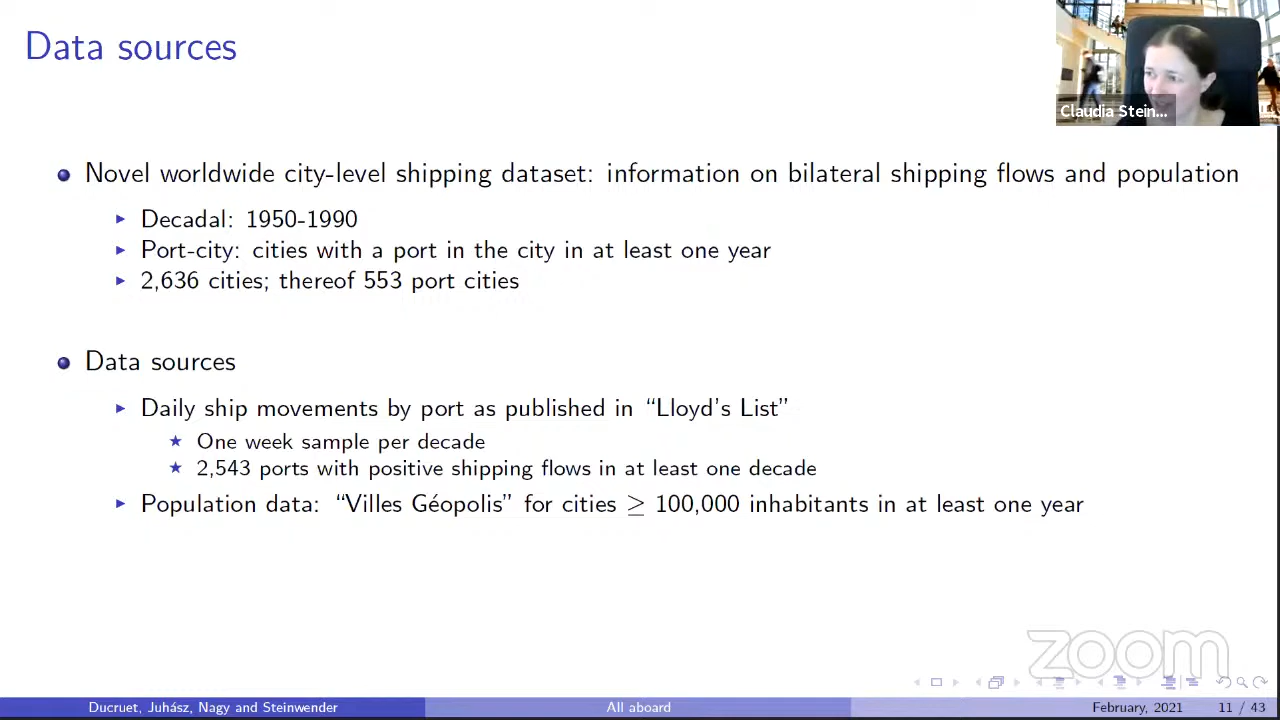 Data sources
Claudia Stein...
Novel worldwide city-level shipping dataset: information on bilateral shipping flows and population
Decadal: 1950-1990
Port-city: cities with a port in the city in at least one year
2,636 cities; thereof 553 port cities
Data sources
Daily ship movements by port as published in “Lloyd’s List”
One week sample per decade
2,543 ports with positive shipping flows in at least one decade
Population data: “Villes Géopolis” for cities ≥ 100,000 inhabitants in at least one year
zoom
Ducruet, Juhász, Nagy and Steinwender
All aboard
February, 2021
11 / 43